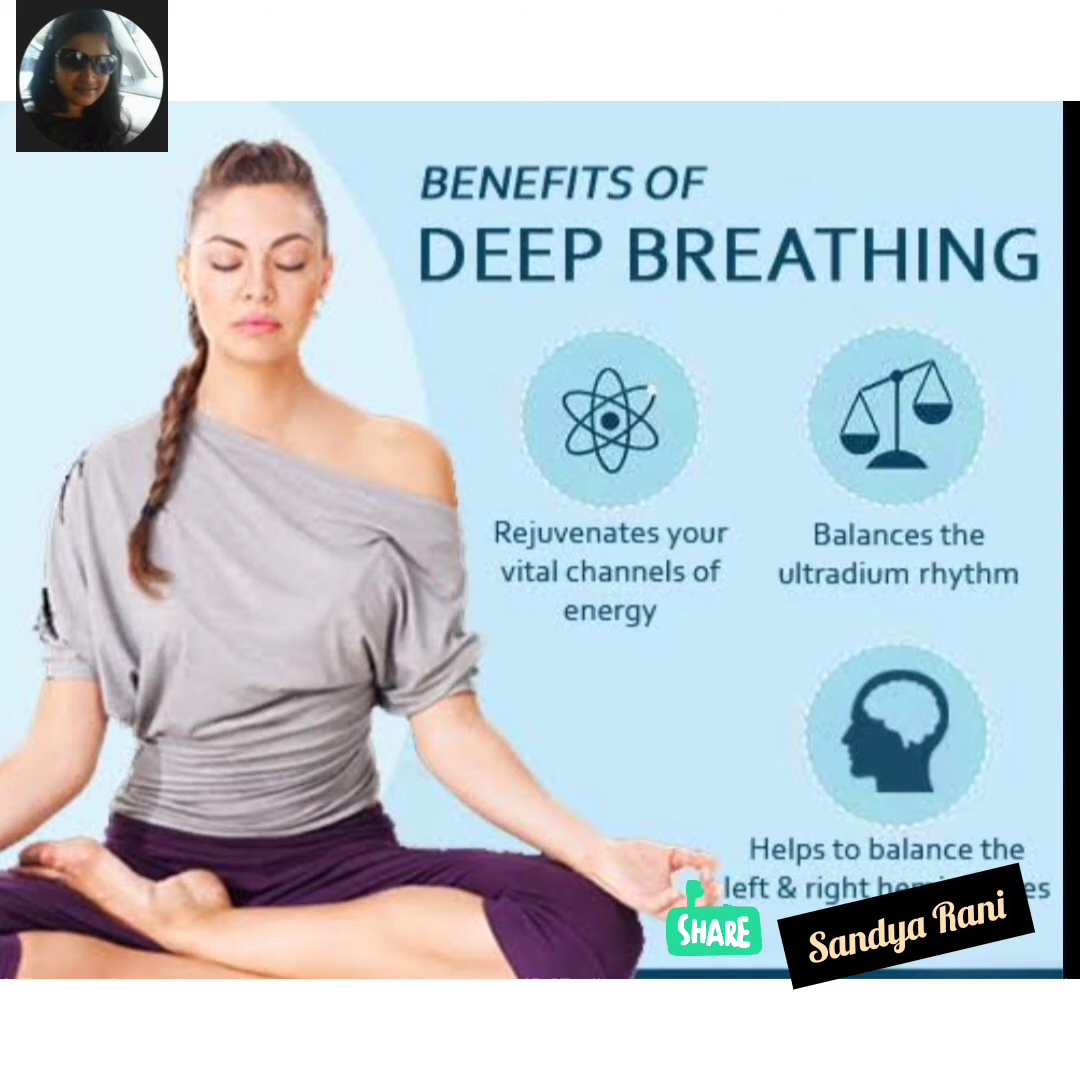 BENEFITS OF
DEEP BREATHING
Rejuvenates your
vital channels of
energy
Balances the
ultradium rhythm
Helps to balance the
left & right
SHARE
Sandya Rani